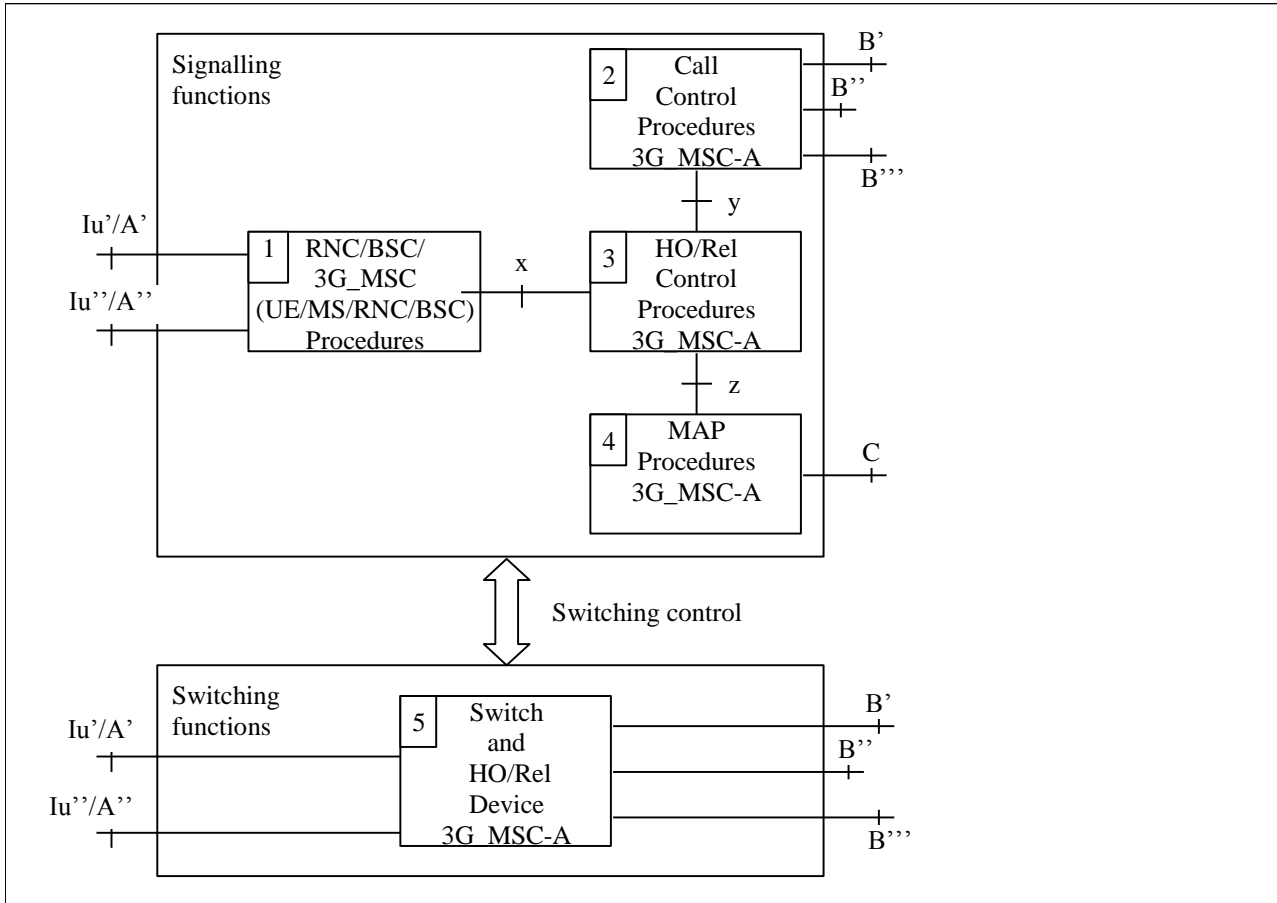 Signalling
functions
2
Call
Control
Procedures
3G_MSC-A
B’
B’’
B’’’
y
Iu’/A’
Iu’’/A’’
1
RNC/BSC/
3G_MSC
(UE/MS/RNC/BSC)
Procedures
x
3
HO/Rel
Control
Procedures
3G_MSC-A
z
4
MAP
Procedures
3G_MSC-A
C
Switching control
Switching
functions
Iu’/A’
Iu’’/A’’
5
Switch
and
HO/Rel
Device
3G_MSC-A
B’
B’’
B’’’